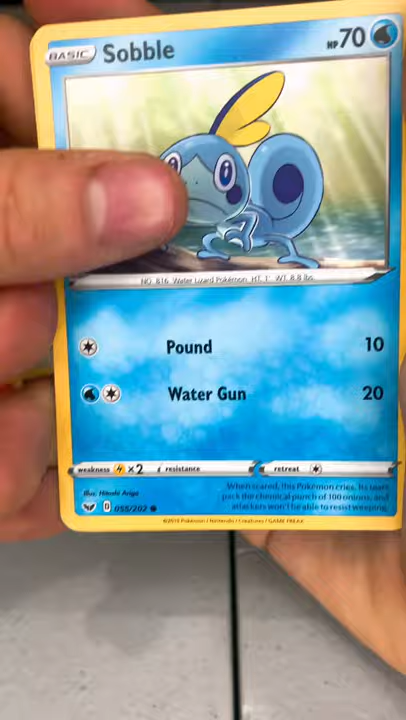 BASIC Sobble HP 70
NO. 816 Water Lizard Pokémon HT. 1' WT. 8.8 lbs.
Pound 10
Water Gun 20
weakness ×2 resistance retreat
When scared, this Pokémon cries. Its tears
pack the chemical punch of 100 onions, and
attackers won't be able to resist weeping.
Illus. Hitoshi Ariga
D 055/202
©2019 Pokémon / Nintendo / Creatures / GAME FREAK